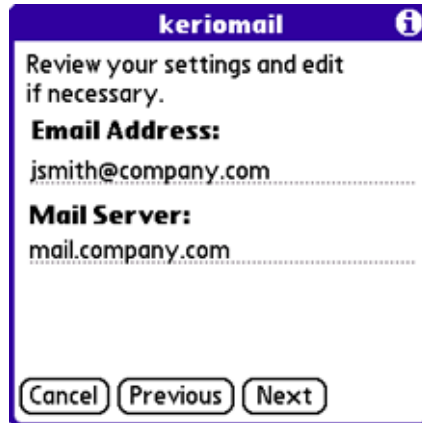 keriomail
Review your settings and edit
if necessary.
Email Address:
jsmith@company.com
Mail Server:
mail.company.com
Cancel Previous Next